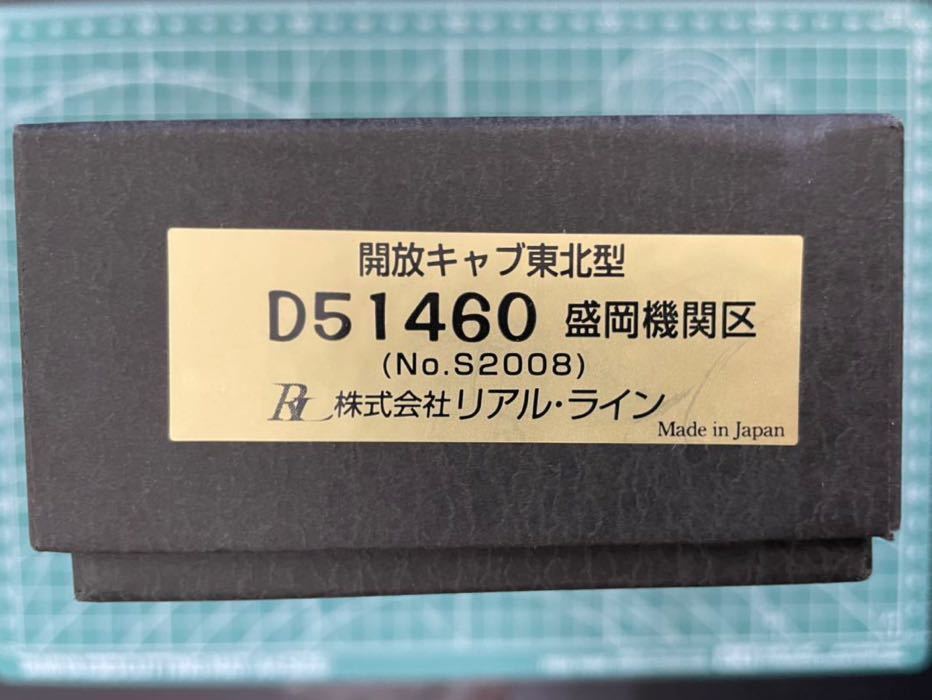 開放キャブ東北型
D51460 盛岡機関区
(No.S2008)
RL 株式会社リアル・ライン
Made in Japan